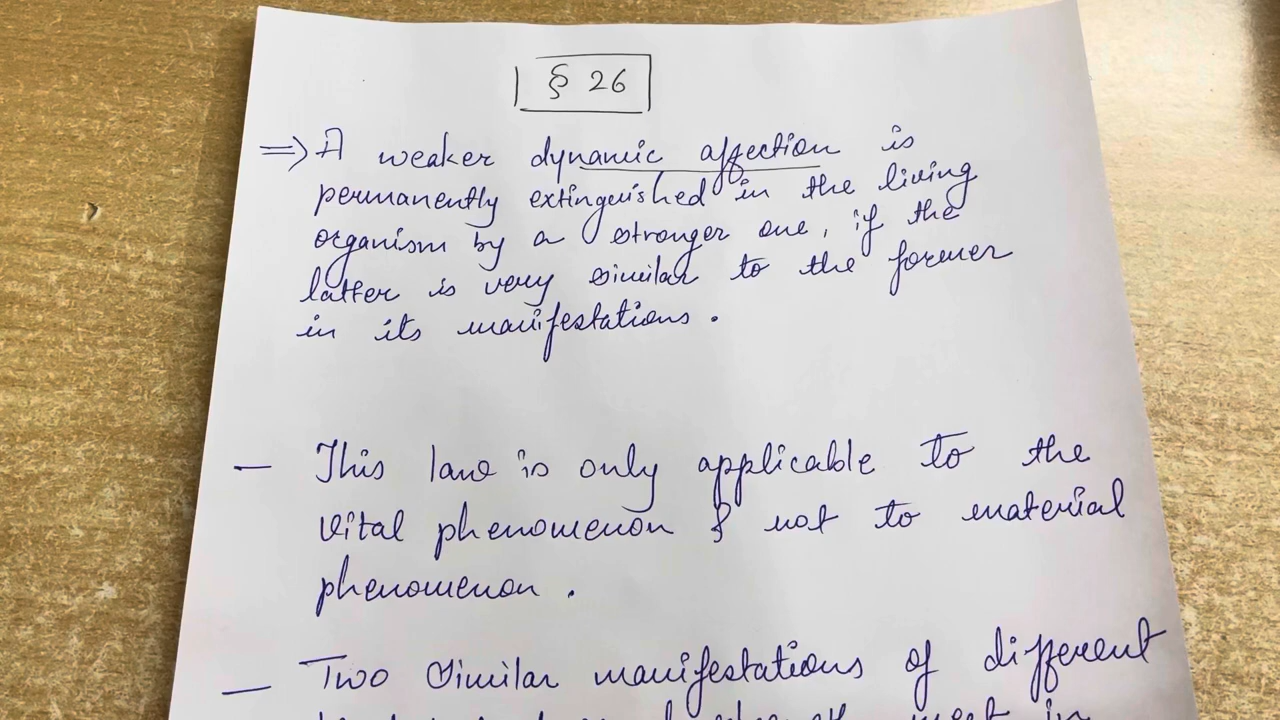 § 26
⇒ A weaker dynamic affection is
permanently extinguished in the living
organism by a stronger one, if the
latter is very similar to the former
in its manifestations.
- This law is only applicable to the
vital phenomenon & not to material
phenomenon.
- Two Similar manifestations of different
meet in